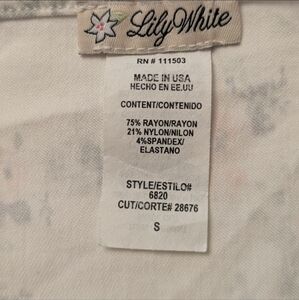 Lily White
RN # 111503
MADE IN USA
HECHO EN EE.UU
CONTENT/CONTENIDO
75% RAYON/RAYON
21% NYLON/NILON
4%SPANDEX/
ELASTANO
STYLE/ESTILO#
6820
CUT/CORTE# 28676
S